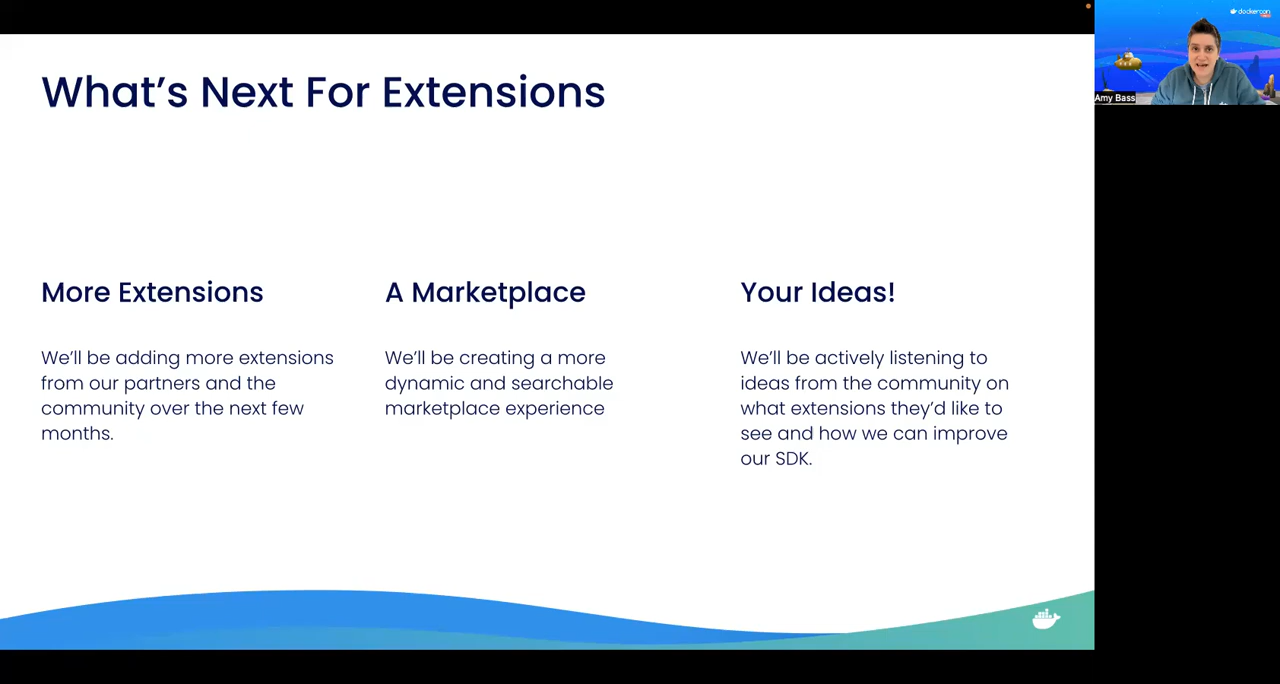 What's Next For Extensions
More Extensions
We'll be adding more extensions
from our partners and the
community over the next few
months.
A Marketplace
We'll be creating a more
dynamic and searchable
marketplace experience
Your Ideas!
We'll be actively listening to
ideas from the community on
what extensions they'd like to
see and how we can improve
our SDK.
dockercon
Amy Bass